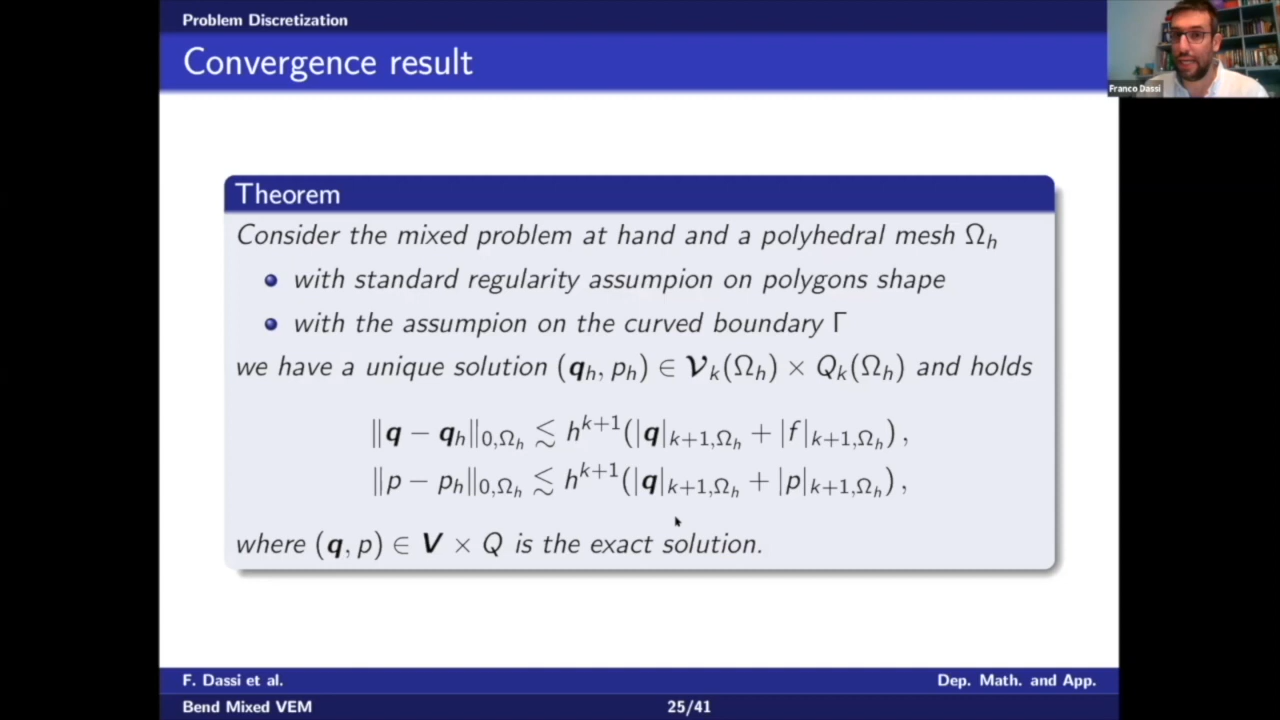 Problem Discretization
Convergence result
Franco Dassi
Theorem
Consider the mixed problem at hand and a polyhedral mesh Ωₕ
with standard regularity assumpion on polygons shape
with the assumpion on the curved boundary Γ
we have a unique solution (𝒒ₕ, pₕ) ∈ 𝓥ₖ(Ωₕ) × Qₖ(Ωₕ) and holds
‖𝒒 − 𝒒ₕ‖_{0,Ωₕ} ≲ h^{k+1}(|𝒒|_{k+1,Ωₕ} + |f|_{k+1,Ωₕ}) ,
‖p − pₕ‖_{0,Ωₕ} ≲ h^{k+1}(|𝒒|_{k+1,Ωₕ} + |p|_{k+1,Ωₕ}) ,
where (𝒒, p) ∈ 𝑽 × Q is the exact solution.
F. Dassi et al.
Dep. Math. and App.
Bend Mixed VEM
25/41